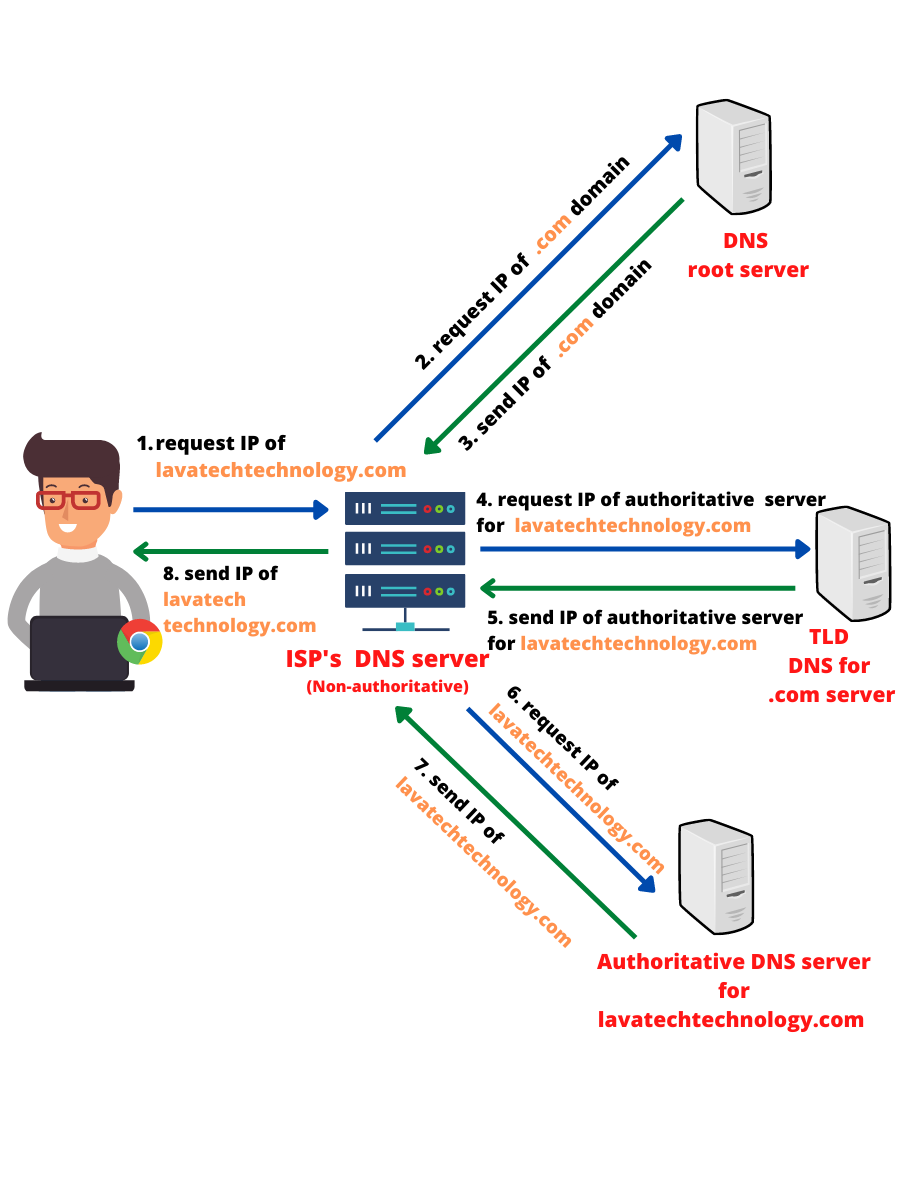 DNS
root server
2. request IP of .com domain
3. send IP of .com domain
1.request IP of
lavatechtechnology.com
4. request IP of authoritative server
for lavatechtechnology.com
8. send IP of
lavatech
technology.com
5. send IP of authoritative server
for lavatechtechnology.com
TLD
DNS for
.com server
ISP's DNS server
(Non-authoritative)
6. request IP of
lavatechtechnology.com
7. send IP of
lavatechtechnology.com
Authoritative DNS server
for
lavatechtechnology.com